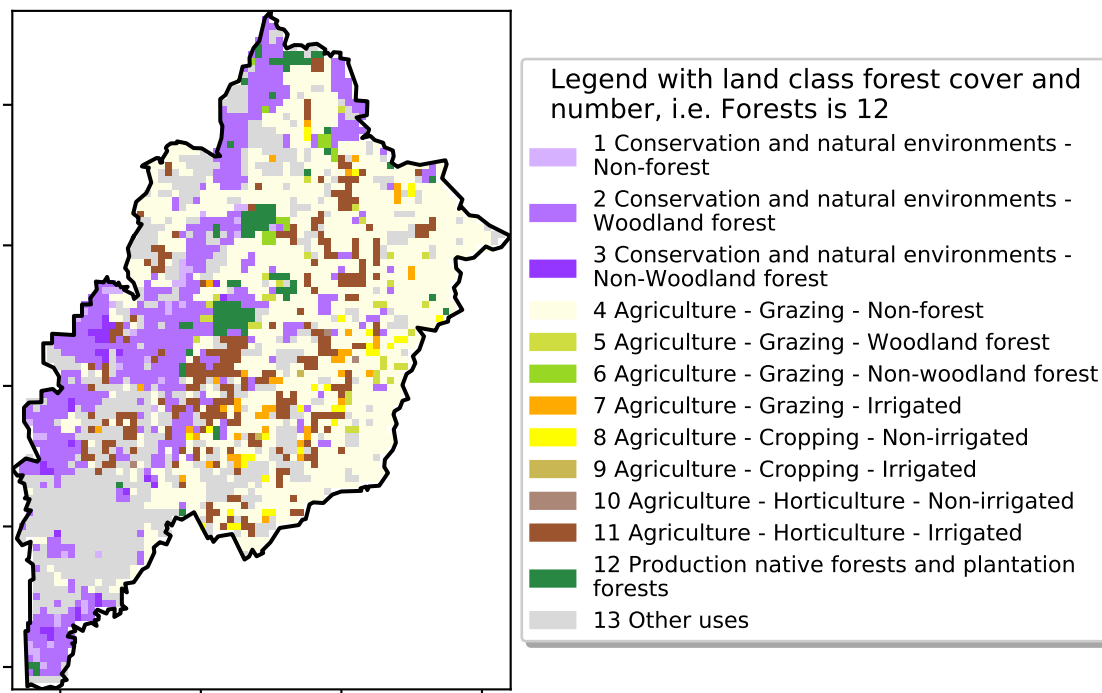 Legend with land class forest cover and
number, i.e. Forests is 12
1 Conservation and natural environments -
Non-forest
2 Conservation and natural environments -
Woodland forest
3 Conservation and natural environments -
Non-Woodland forest
4 Agriculture - Grazing - Non-forest
5 Agriculture - Grazing - Woodland forest
6 Agriculture - Grazing - Non-woodland forest
7 Agriculture - Grazing - Irrigated
8 Agriculture - Cropping - Non-irrigated
9 Agriculture - Cropping - Irrigated
10 Agriculture - Horticulture - Non-irrigated
11 Agriculture - Horticulture - Irrigated
12 Production native forests and plantation
forests
13 Other uses